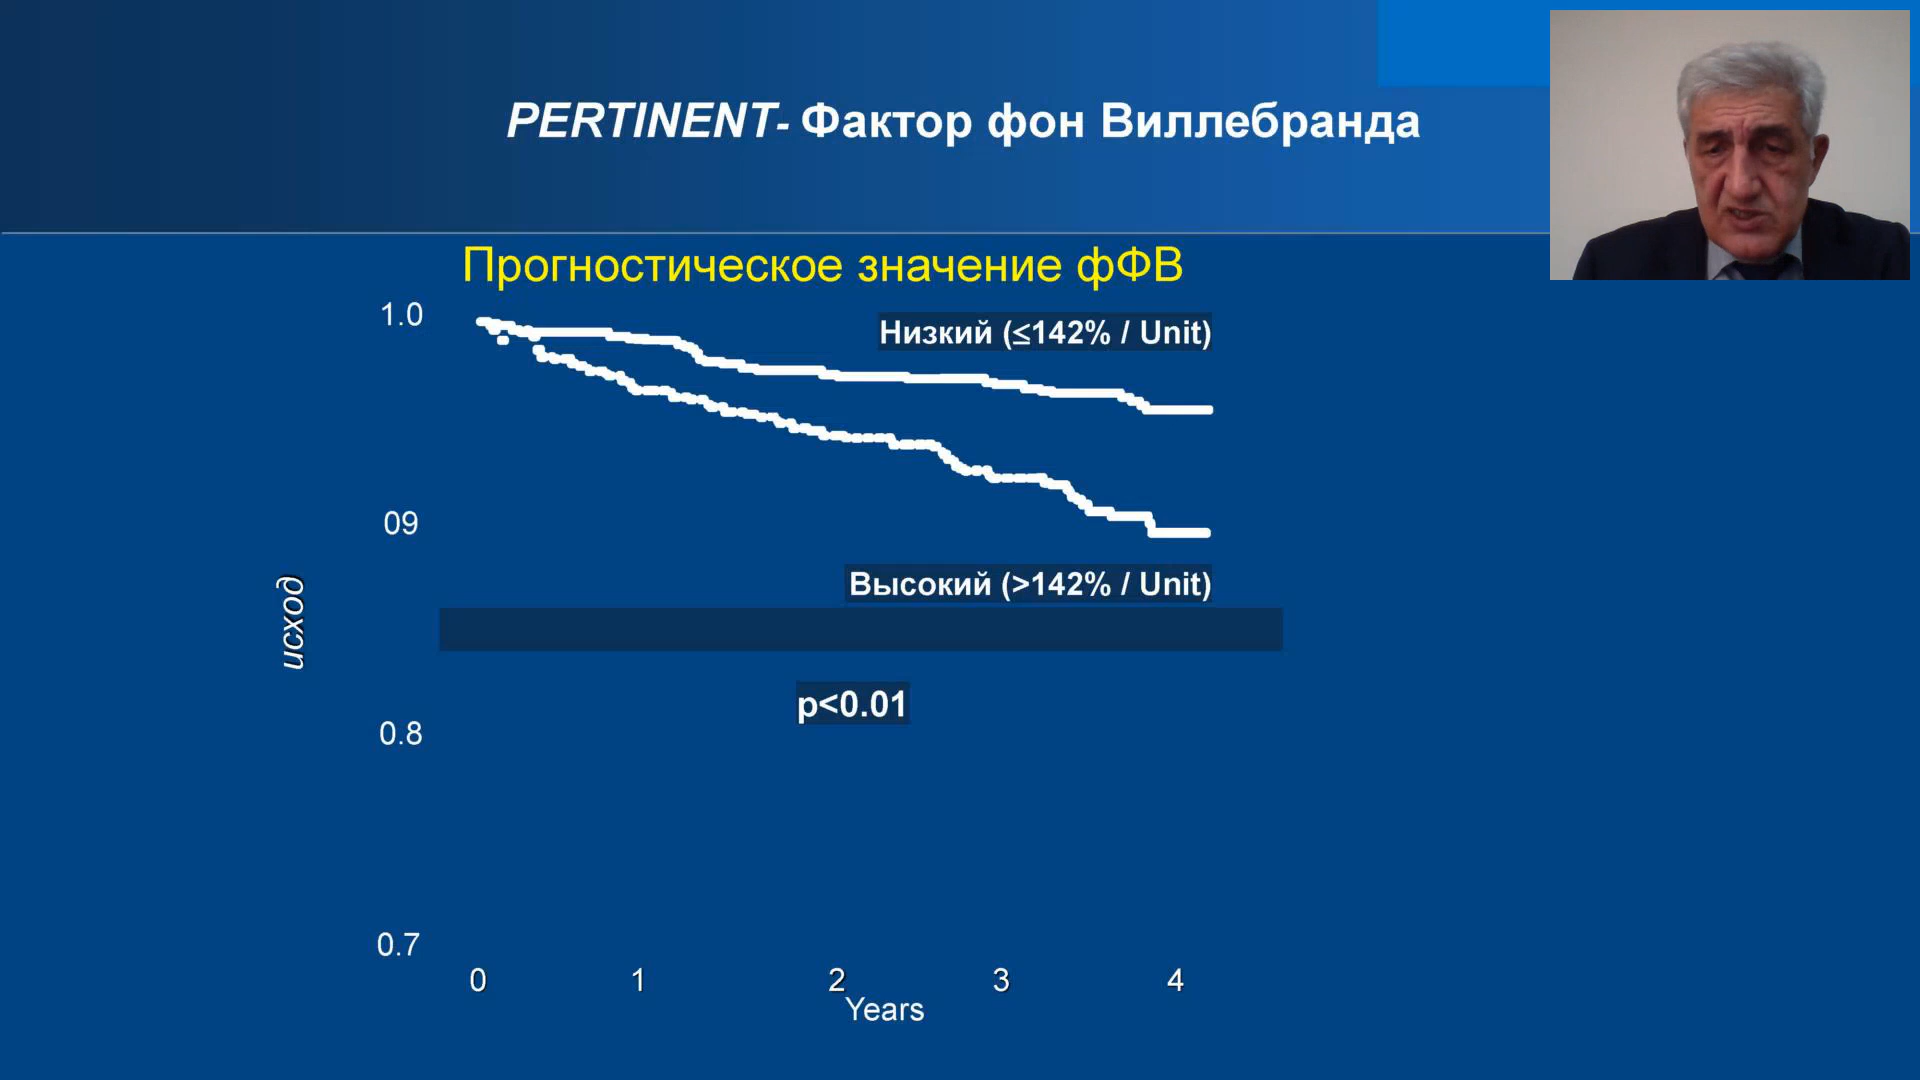 PERTINENT- Фактор фон Виллебранда
Прогностическое значение фФВ
1.0
Низкий (≤142% / Unit)
09
Высокий (>142% / Unit)
исход
p<0.01
0.8
0.7
0 1 2 3 4
Years